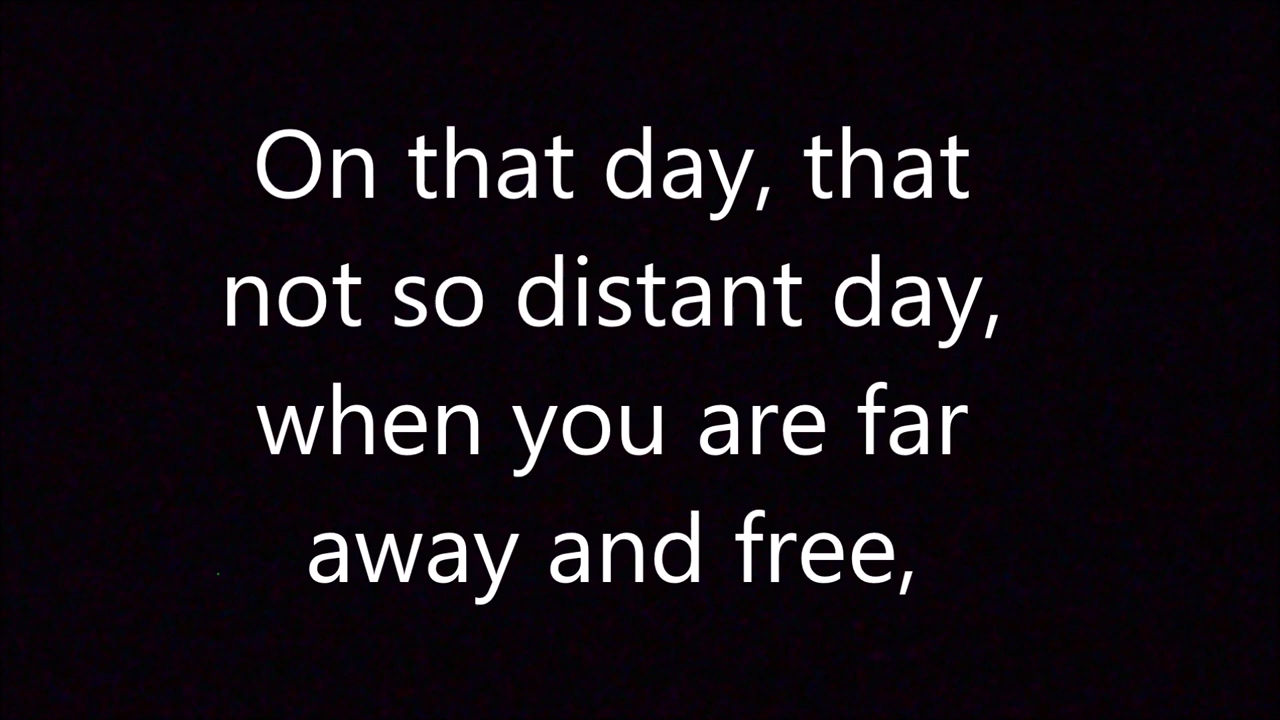 On that day, that
not so distant day,
when you are far
away and free,